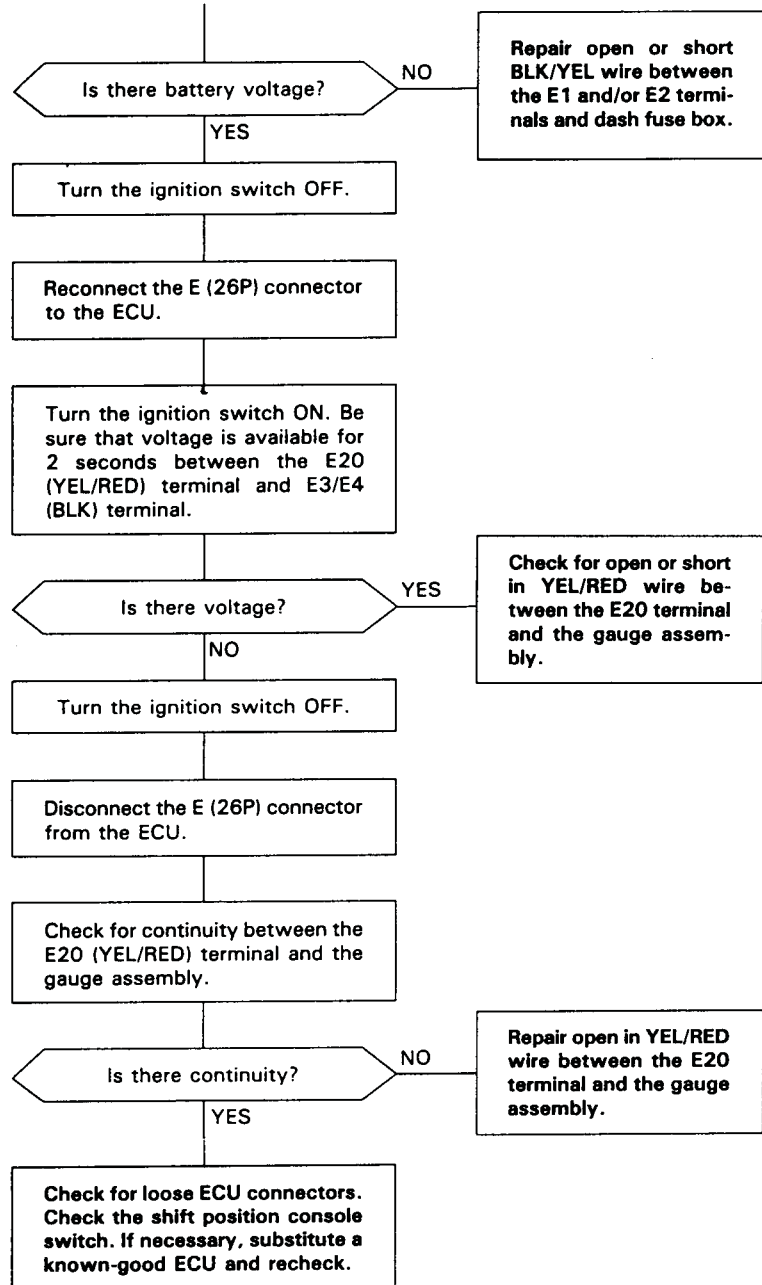 Is there battery voltage?
NO
Repair open or short
BLK/YEL wire between
the E1 and/or E2 termi-
nals and dash fuse box.
YES
Turn the ignition switch OFF.
Reconnect the E (26P) connector
to the ECU.
Turn the ignition switch ON. Be
sure that voltage is available for
2 seconds between the E20
(YEL/RED) terminal and E3/E4
(BLK) terminal.
Is there voltage?
YES
Check for open or short
in YEL/RED wire be-
tween the E20 terminal
and the gauge assem-
bly.
NO
Turn the ignition switch OFF.
Disconnect the E (26P) connector
from the ECU.
Check for continuity between the
E20 (YEL/RED) terminal and the
gauge assembly.
Is there continuity?
NO
Repair open in YEL/RED
wire between the E20
terminal and the gauge
assembly.
YES
Check for loose ECU connectors.
Check the shift position console
switch. If necessary, substitute a
known-good ECU and recheck.